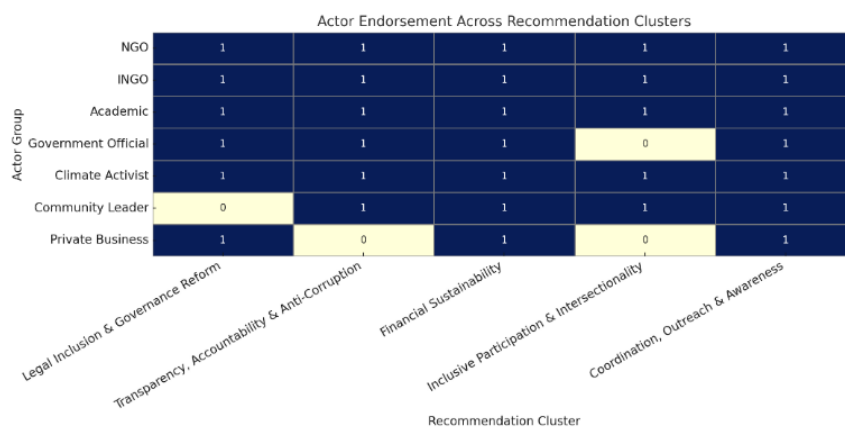 Actor Endorsement Across Recommendation Clusters
Actor Group
NGO 1 1 1 1 1
INGO 1 1 1 1 1
Academic 1 1 1 1 1
Government Official 1 1 1 0 1
Climate Activist 1 1 1 1 1
Community Leader 0 1 1 1 1
Private Business 1 0 1 0 1
Legal Inclusion & Governance Reform
Transparency, Accountability & Anti-Corruption
Financial Sustainability
Inclusive Participation & Intersectionality
Coordination, Outreach & Awareness
Recommendation Cluster